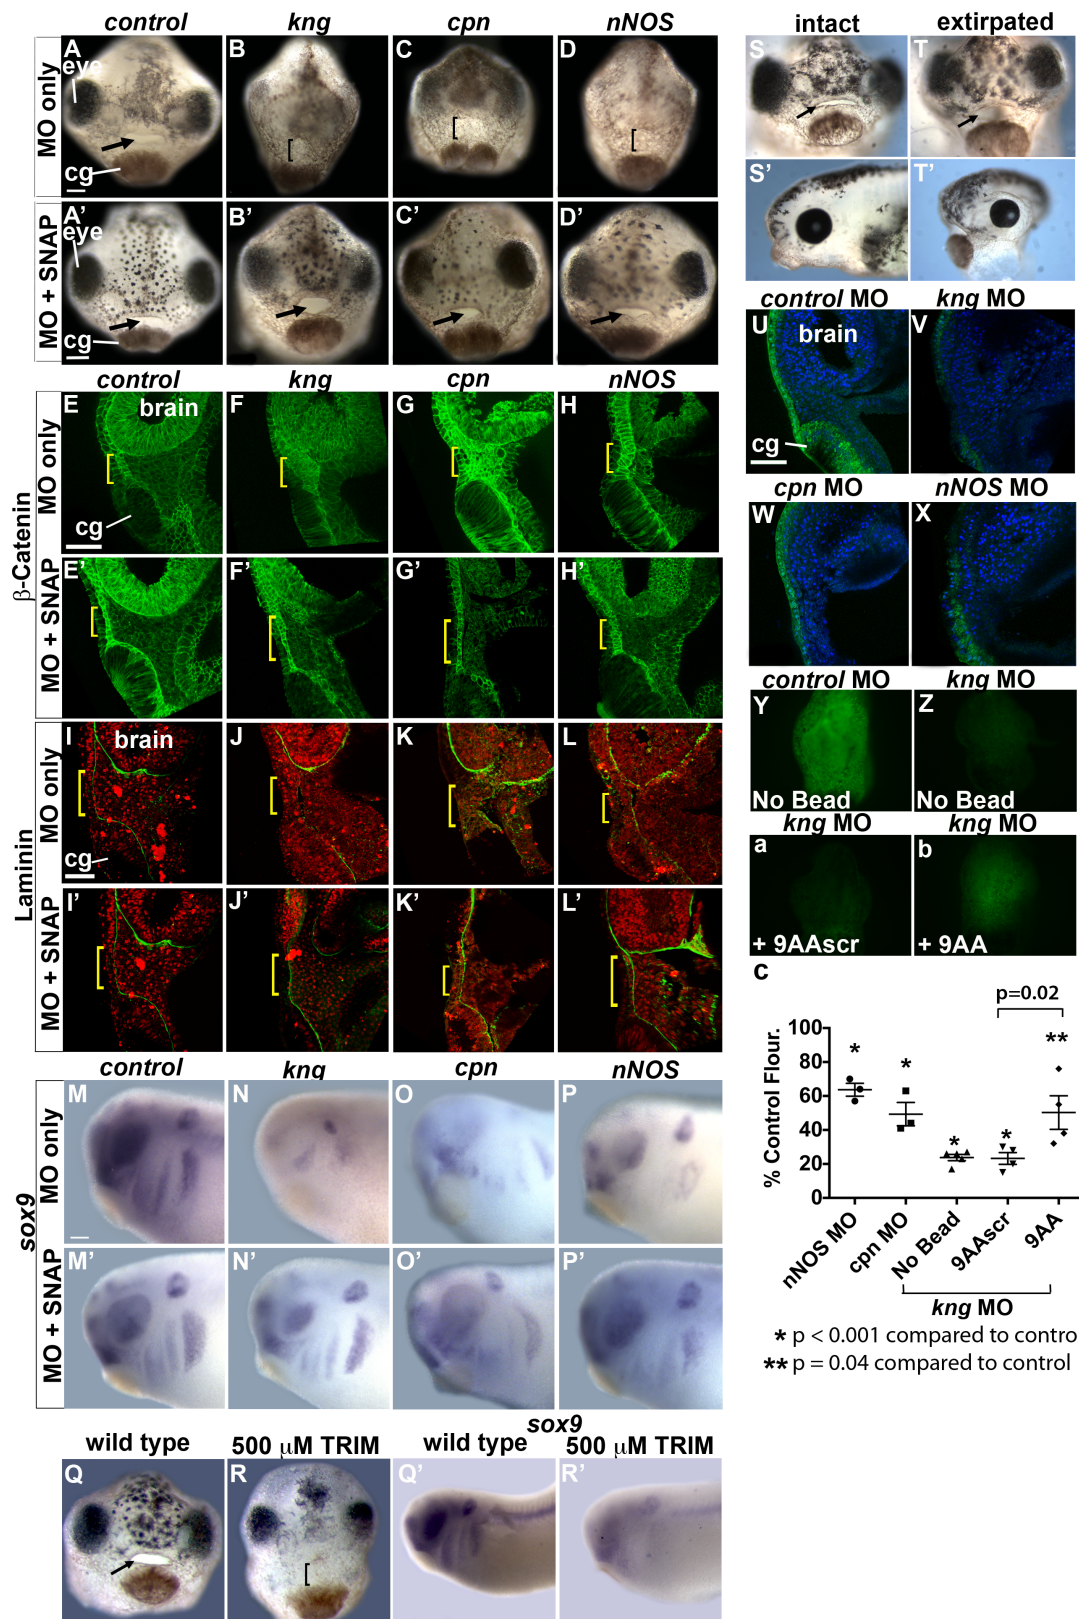 control kng cpn nNOS
MO only
A eye cg
B
C
D
MO + SNAP
A' eye cg
B'
C'
D'
control kng cpn nNOS
β-Catenin
MO only
E brain cg
F
G
H
MO + SNAP
E'
F'
G'
H'
Laminin
MO only
I brain cg
J
K
L
MO + SNAP
I'
J'
K'
L'
control kng cpn nNOS
sox9
MO only
M
N
O
P
MO + SNAP
M'
N'
O'
P'
sox9
wild type 500 μM TRIM wild type 500 μM TRIM
Q
R
Q'
R'
intact extirpated
S
T
S'
T'
control MO kng MO
U brain cg
V
cpn MO nNOS MO
W
X
control MO kng MO
Y No Bead
Z No Bead
kng MO kng MO
a + 9AAscr
b + 9AA
c
p=0.02
% Control Flour.
100
80
60
40
20
0
* * * * **
nNOS MO
cpn MO
No Bead
9AAscr
9AA
kng MO
* p < 0.001 compared to contro
** p = 0.04 compared to control